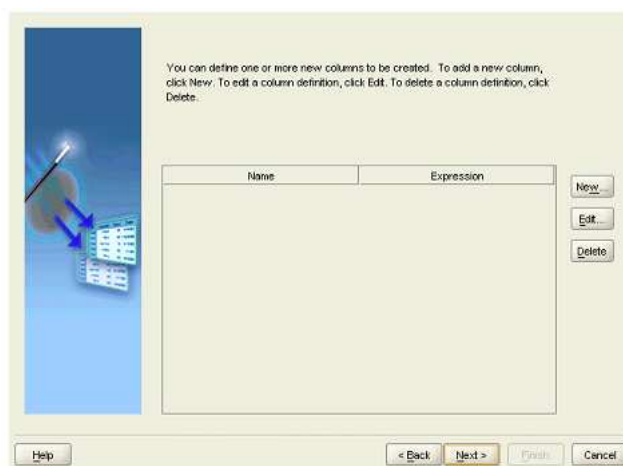 You can define one or more new columns to be created. To add a new column,
click New. To edit a column definition, click Edit. To delete a column definition, click
Delete.
Name Expression
New...
Edit...
Delete
Help < Back Next > Finish Cancel